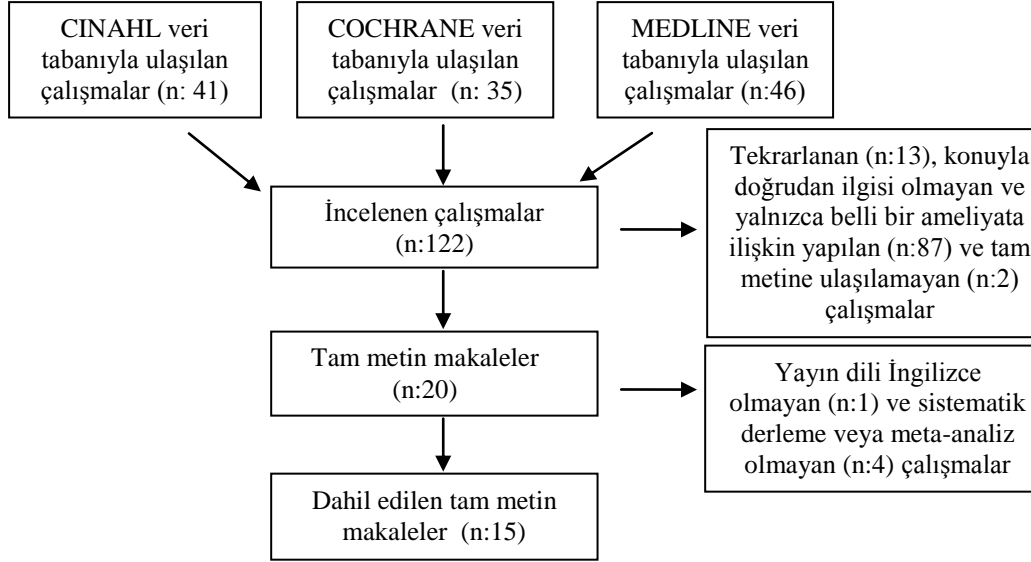 CINAHL veri
tabanıyla ulaşılan
çalışmalar (n: 41)
COCHRANE veri
tabanıyla ulaşılan
çalışmalar (n: 35)
MEDLINE veri
tabanıyla ulaşılan
çalışmalar (n:46)
Tekrarlanan (n:13), konuyla
doğrudan ilgisi olmayan ve
yalnızca belli bir ameliyata
ilişkin yapılan (n:87) ve tam
metine ulaşılamayan (n:2)
çalışmalar
İncelenen çalışmalar
(n:122)
Tam metin makaleler
(n:20)
Yayın dili İngilizce
olmayan (n:1) ve sistematik
derleme veya meta-analiz
olmayan (n:4) çalışmalar
Dahil edilen tam metin
makaleler (n:15)